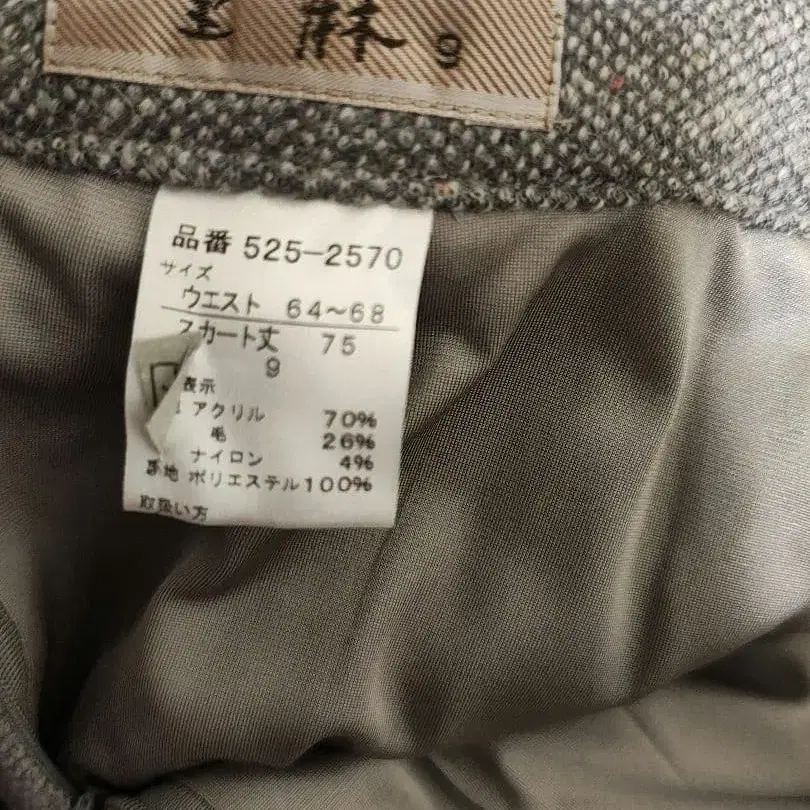 麻 9
品番 525-2570
サイズ
ウエスト 64~68
スカート丈 75
9
表示
アクリル 70%
毛 26%
ナイロン 4%
裏地 ポリエステル100%
取扱い方